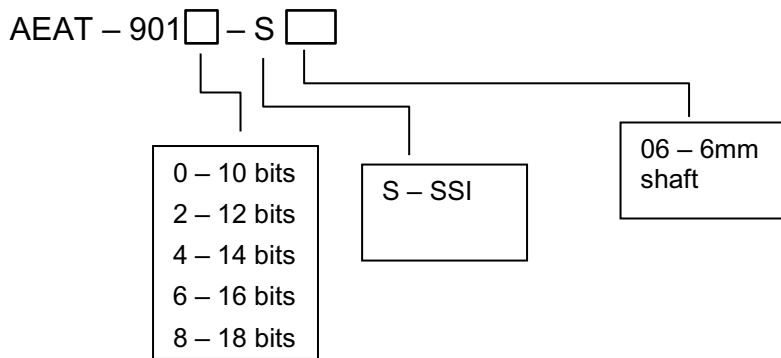 AEAT – 901 – S
0 – 10 bits
2 – 12 bits
4 – 14 bits
6 – 16 bits
8 – 18 bits
S – SSI
06 – 6mm
shaft